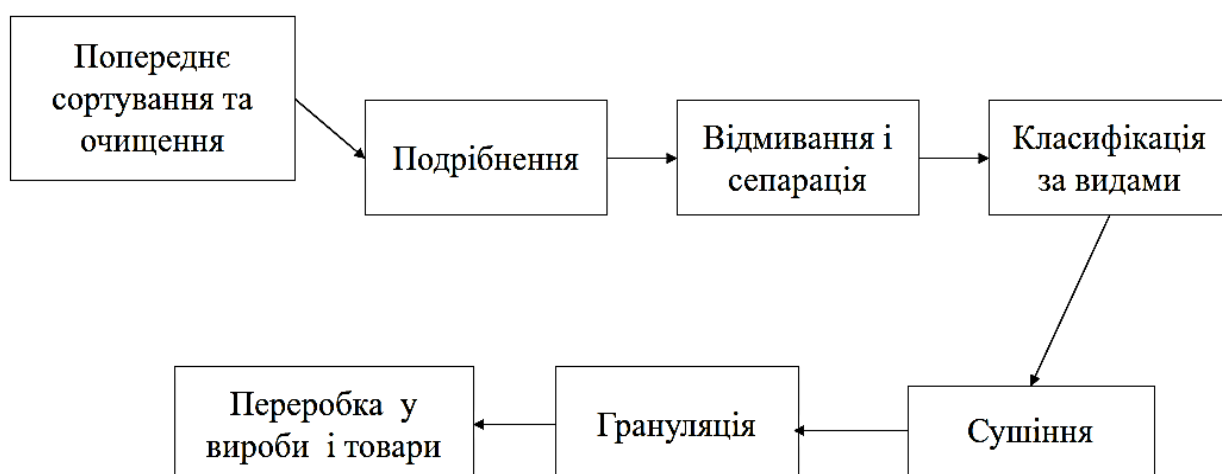 Попереднє
сортування та
очищення
Подрібнення
Відмивання і
сепарація
Класифікація
за видами
Переробка у
вироби і товари
Грануляція
Сушіння